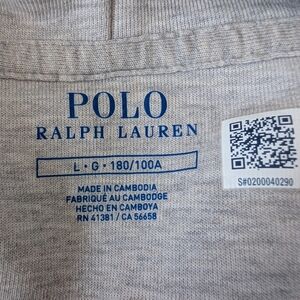 POLO
RALPH LAUREN
L • G • 180/100A
MADE IN CAMBODIA
FABRIQUÉ AU CAMBODGE
HECHO EN CAMBOYA
RN 41381 / CA 56658
S#0200040290